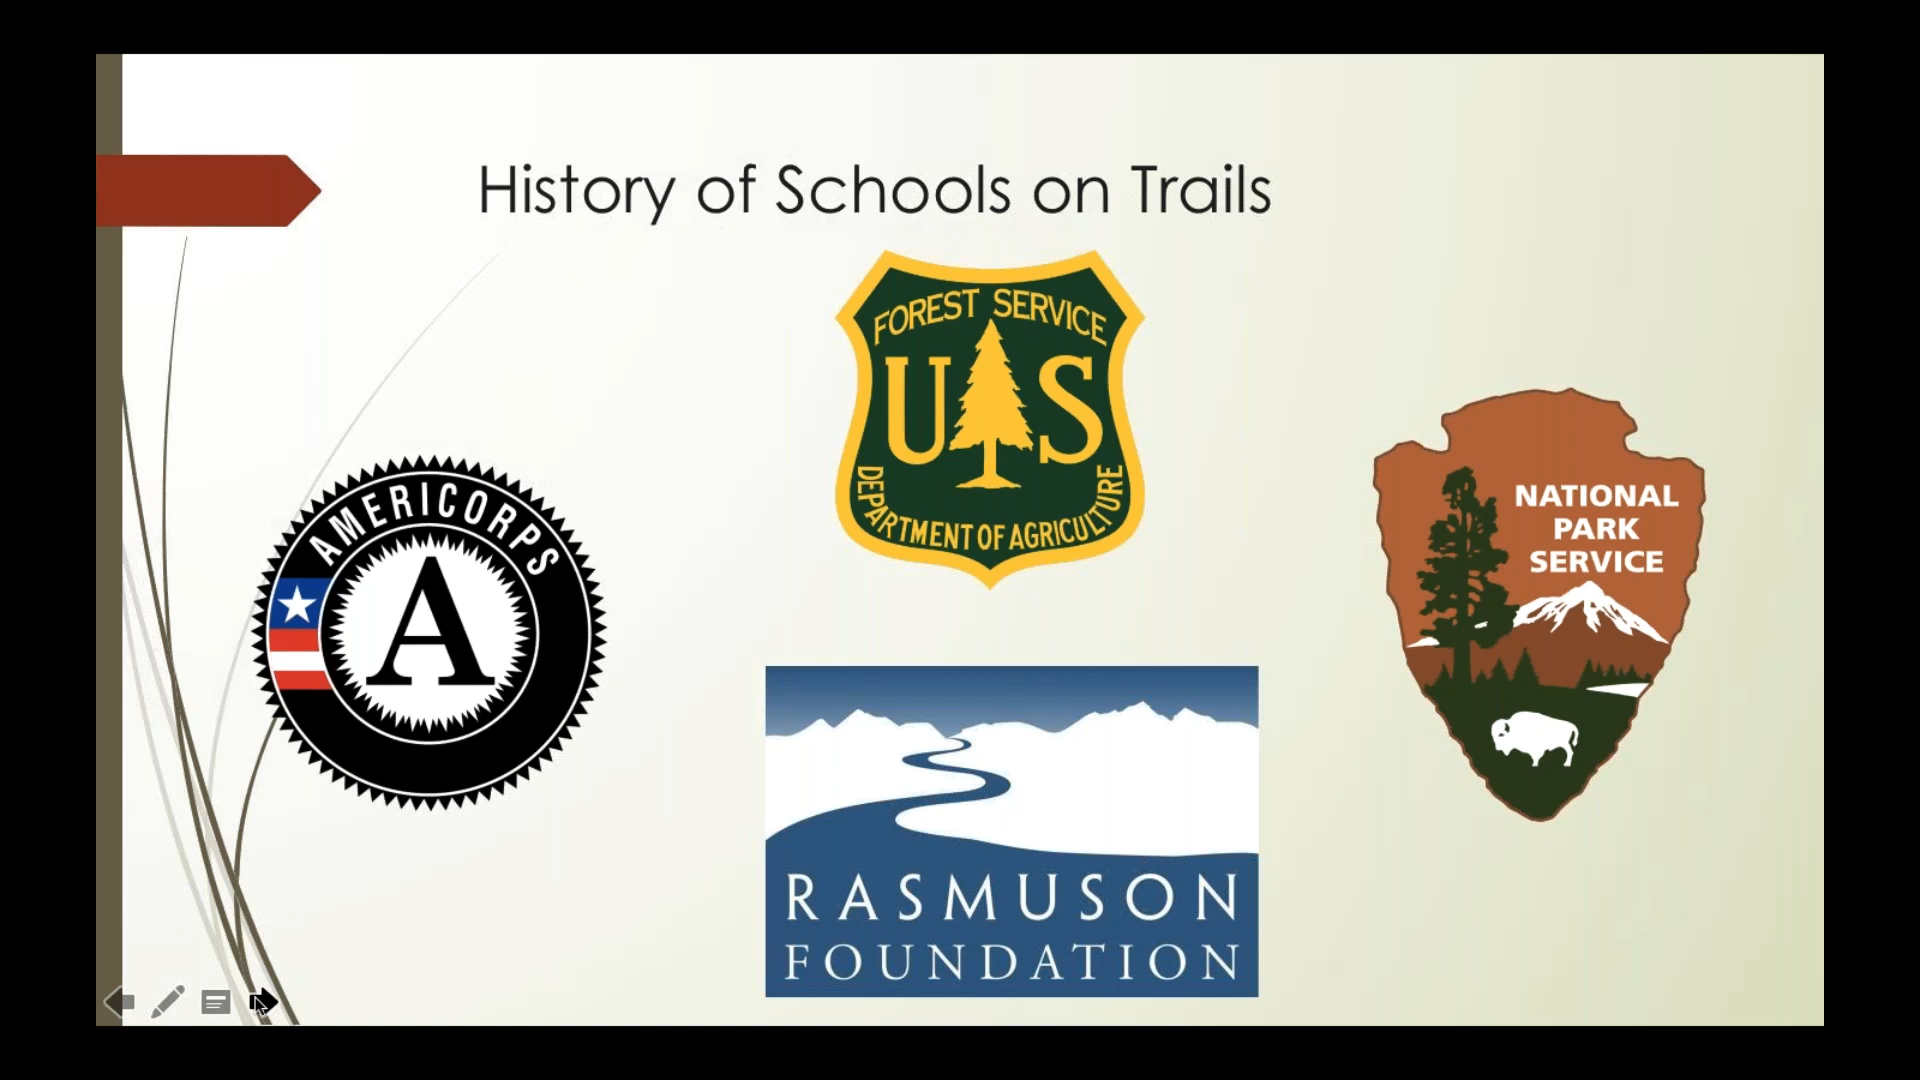 History of Schools on Trails
FOREST SERVICE
U S
DEPARTMENT OF AGRICULTURE
AMERICORPS
A
NATIONAL
PARK
SERVICE
RASMUSON
FOUNDATION